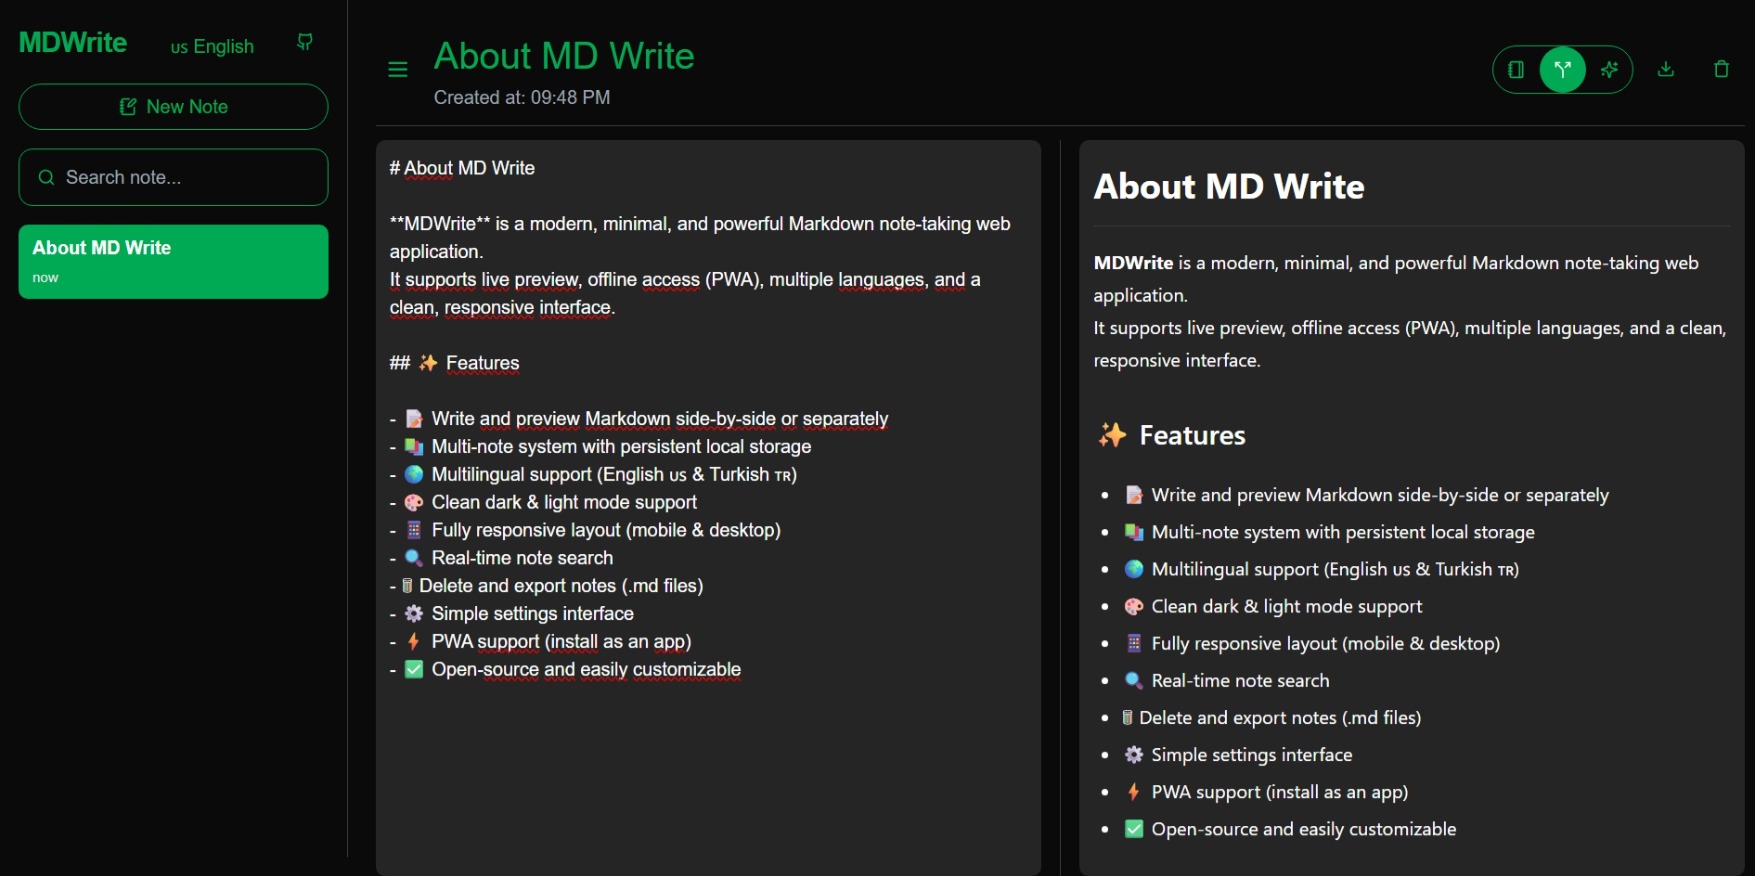 MDWrite
us English
New Note
Search note...
About MD Write
now
About MD Write
Created at: 09:48 PM
# About MD Write
**MDWrite** is a modern, minimal, and powerful Markdown note-taking web
application.
It supports live preview, offline access (PWA), multiple languages, and a
clean, responsive interface.
## ✨ Features
- 📝 Write and preview Markdown side-by-side or separately
- 📚 Multi-note system with persistent local storage
- 🌍 Multilingual support (English 🇺🇸 & Turkish 🇹🇷)
- 🎨 Clean dark & light mode support
- 📱 Fully responsive layout (mobile & desktop)
- 🔍 Real-time note search
- 🗑 Delete and export notes (.md files)
- ⚙️ Simple settings interface
- ⚡ PWA support (install as an app)
- ✅ Open-source and easily customizable
About MD Write
MDWrite is a modern, minimal, and powerful Markdown note-taking web
application.
It supports live preview, offline access (PWA), multiple languages, and a clean,
responsive interface.
✨ Features
• 📝 Write and preview Markdown side-by-side or separately
• 📚 Multi-note system with persistent local storage
• 🌍 Multilingual support (English 🇺🇸 & Turkish 🇹🇷)
• 🎨 Clean dark & light mode support
• 📱 Fully responsive layout (mobile & desktop)
• 🔍 Real-time note search
• 🗑 Delete and export notes (.md files)
• ⚙️ Simple settings interface
• ⚡ PWA support (install as an app)
• ✅ Open-source and easily customizable